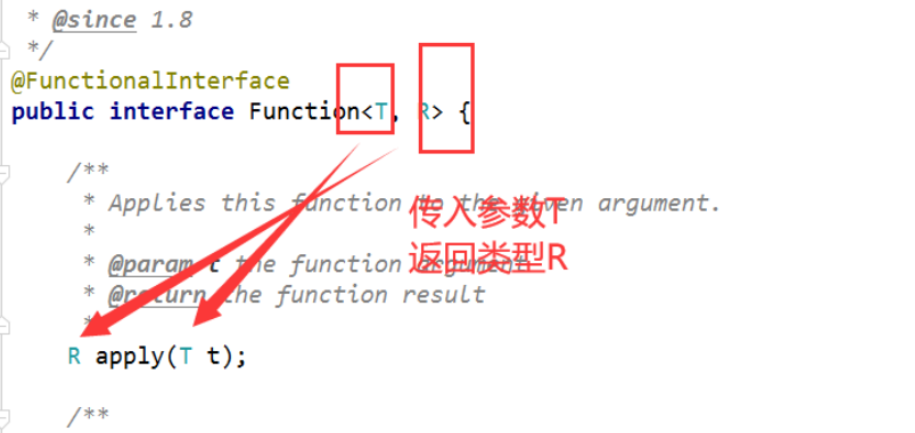 * @since 1.8
*/
@FunctionalInterface
public interface Function<T, R> {
/**
* Applies this function to the given argument.
*
* @param t the function argument
* @return the function result
*
R apply(T t);
/**
传入参数T
返回类型R